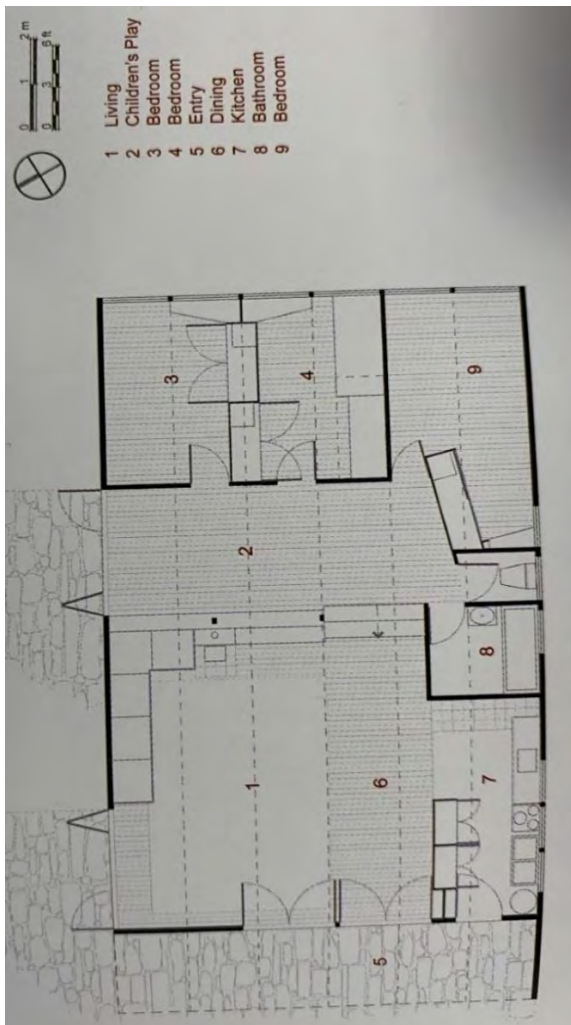 0 1 2 m
0 3 6 ft
1 Living
2 Children's Play
3 Bedroom
4 Bedroom
5 Entry
6 Dining
7 Kitchen
8 Bathroom
9 Bedroom
3
4
9
2
8
1
6
7
5